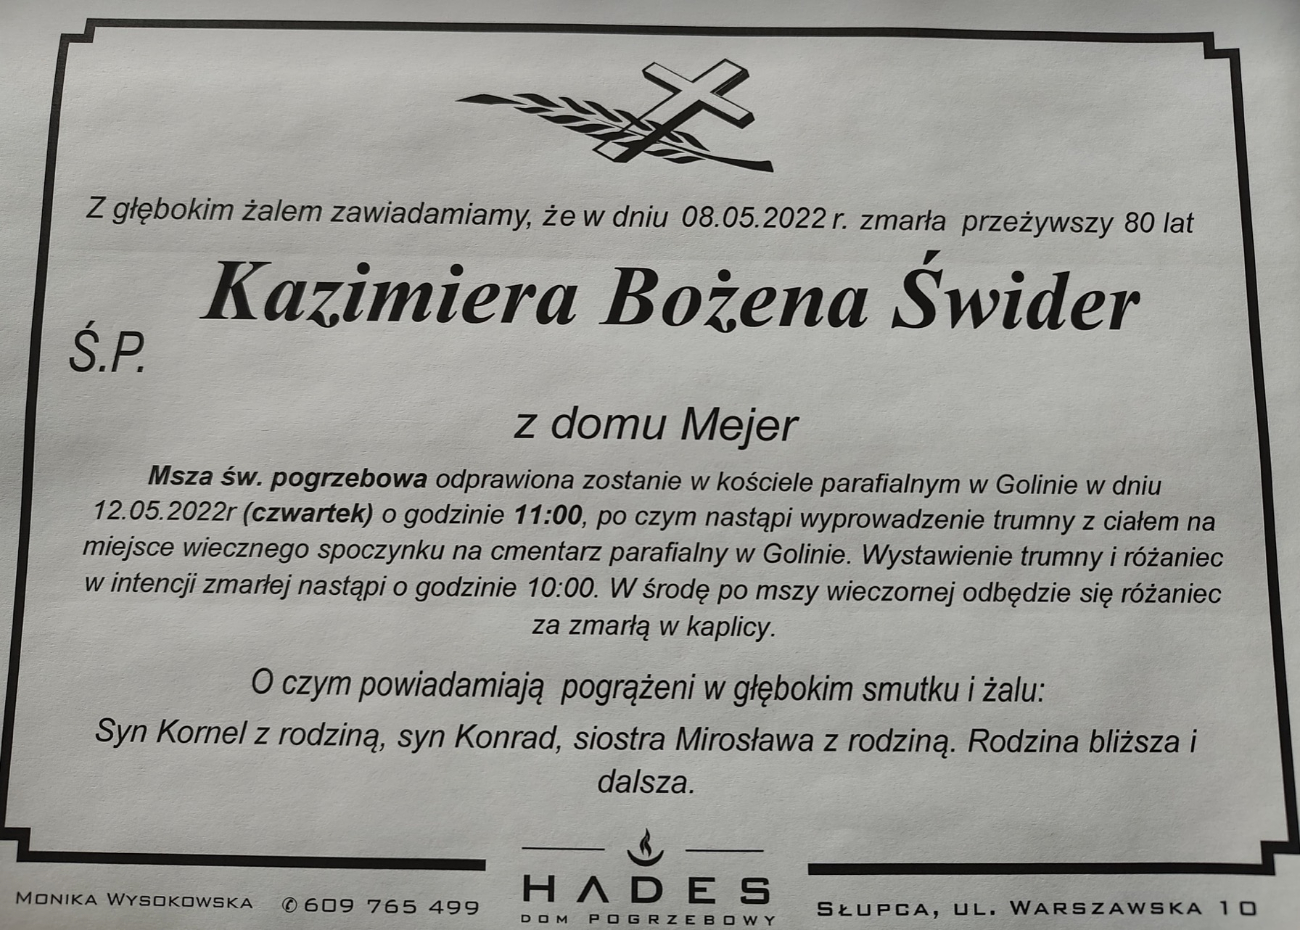 Z głębokim żalem zawiadamiamy, że w dniu 08.05.2022 r. zmarła przeżywszy 80 lat
Kazimiera Bożena Świder
Ś.P.
z domu Mejer
Msza św. pogrzebowa odprawiona zostanie w kościele parafialnym w Golinie w dniu
12.05.2022r (czwartek) o godzinie 11:00, po czym nastąpi wyprowadzenie trumny z ciałem na
miejsce wiecznego spoczynku na cmentarz parafialny w Golinie. Wystawienie trumny i różaniec
w intencji zmarłej nastąpi o godzinie 10:00. W środę po mszy wieczornej odbędzie się różaniec
za zmarłą w kaplicy.
O czym powiadamiają pogrążeni w głębokim smutku i żalu:
Syn Kornel z rodziną, syn Konrad, siostra Mirosława z rodziną. Rodzina bliższa i
dalsza.
HADES
DOM POGRZEBOWY
MONIKA WYSOKOWSKA ✆ 609 765 499
SŁUPCA, UL. WARSZAWSKA 10